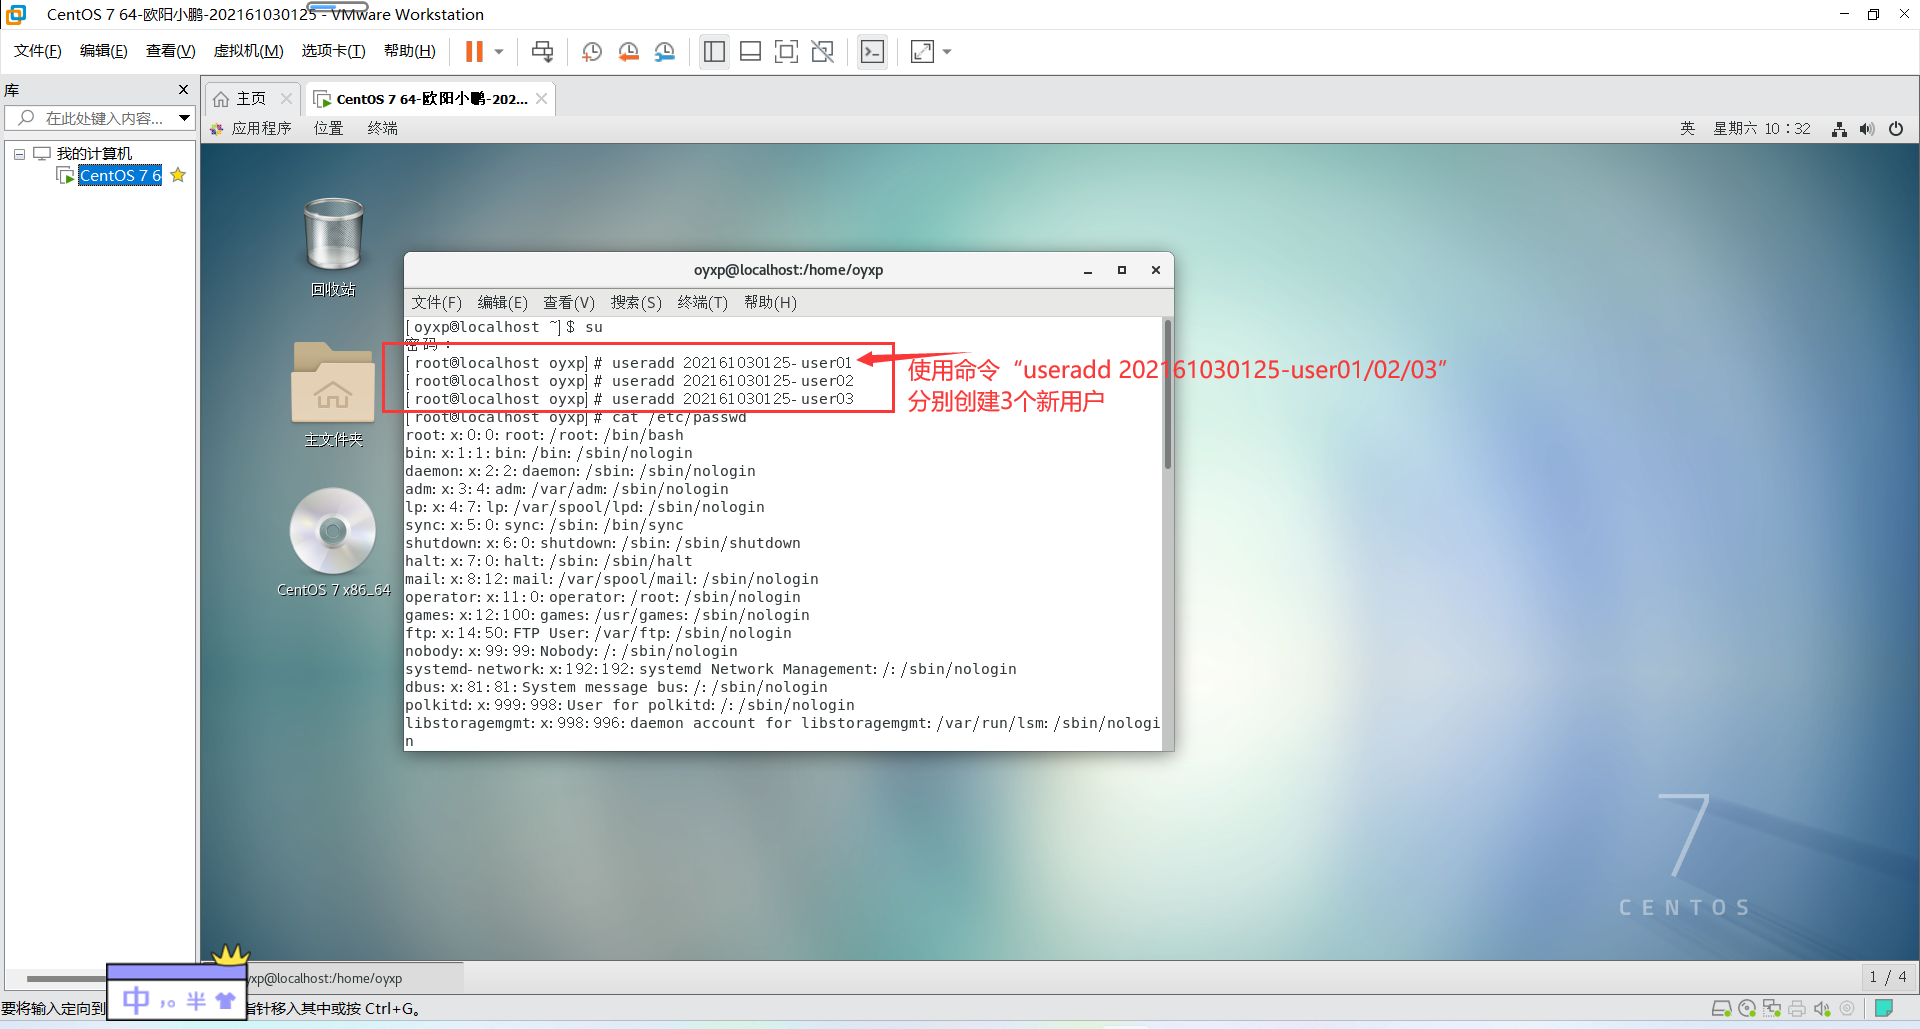 CentOS 7 64-欧阳小鹏-202161030125 - VMware Workstation
文件(F) 编辑(E) 查看(V) 虚拟机(M) 选项卡(T) 帮助(H)
库
主页
CentOS 7 64-欧阳小鹏-202...
在此处键入内容...
应用程序 位置 终端
英 星期六 10：32
我的计算机
CentOS 7 6
回收站
主文件夹
CentOS 7 x86_64
oyxp@localhost:/home/oyxp
文件(F) 编辑(E) 查看(V) 搜索(S) 终端(T) 帮助(H)
[oyxp@localhost ~]$ su
密码：
[root@localhost oyxp]# useradd 202161030125-user01
[root@localhost oyxp]# useradd 202161030125-user02
[root@localhost oyxp]# useradd 202161030125-user03
使用命令“useradd 202161030125-user01/02/03”
分别创建3个新用户
[root@localhost oyxp]# cat /etc/passwd
root:x:0:0:root:/root:/bin/bash
bin:x:1:1:bin:/bin:/sbin/nologin
daemon:x:2:2:daemon:/sbin:/sbin/nologin
adm:x:3:4:adm:/var/adm:/sbin/nologin
lp:x:4:7:lp:/var/spool/lpd:/sbin/nologin
sync:x:5:0:sync:/sbin:/bin/sync
shutdown:x:6:0:shutdown:/sbin:/sbin/shutdown
halt:x:7:0:halt:/sbin:/sbin/halt
mail:x:8:12:mail:/var/spool/mail:/sbin/nologin
operator:x:11:0:operator:/root:/sbin/nologin
games:x:12:100:games:/usr/games:/sbin/nologin
ftp:x:14:50:FTP User:/var/ftp:/sbin/nologin
nobody:x:99:99:Nobody:/:/sbin/nologin
systemd-network:x:192:192:systemd Network Management:/:/sbin/nologin
dbus:x:81:81:System message bus:/:/sbin/nologin
polkitd:x:999:998:User for polkitd:/:/sbin/nologin
libstoragemgmt:x:998:996:daemon account for libstoragemgmt:/var/run/lsm:/sbin/nologi
n
7
CENTOS
yxp@localhost:/home/oyxp
1 / 4
中 ,。半
要将输入定向到 指针移入其中或按 Ctrl+G。